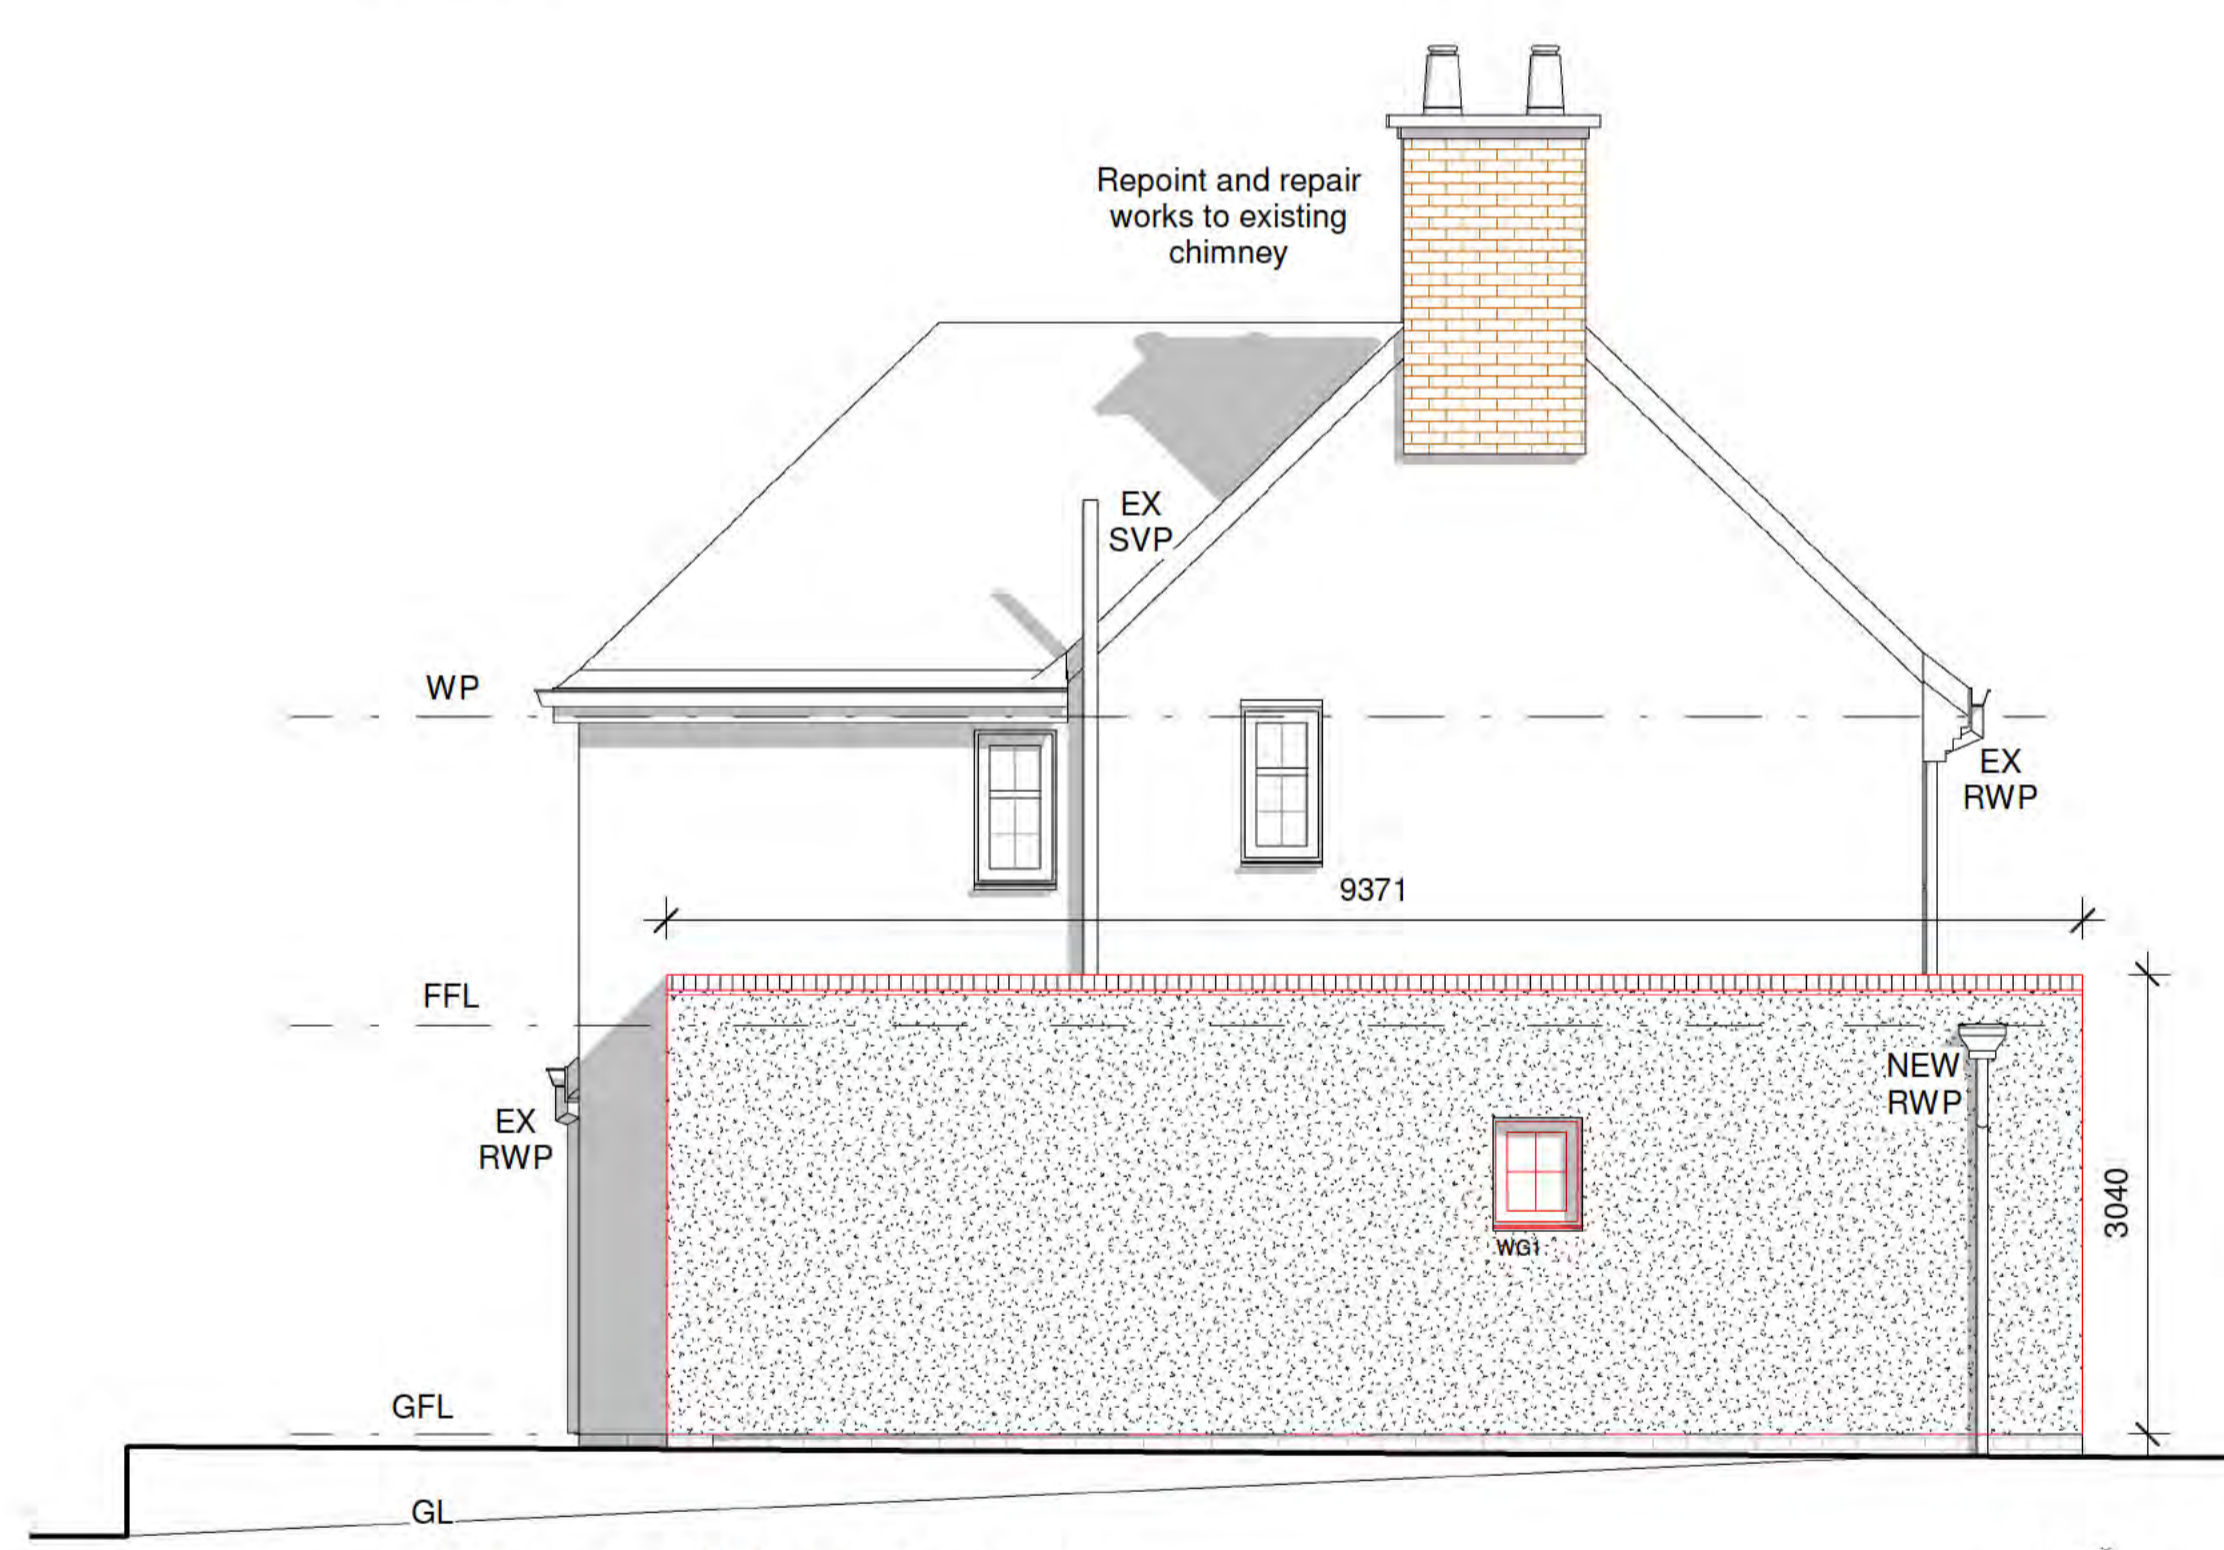 Repoint and repair
works to existing
chimney
EX
SVP
WP
EX
RWP
9371
FFL
NEW
RWP
EX
RWP
3040
WG1
GFL
GL